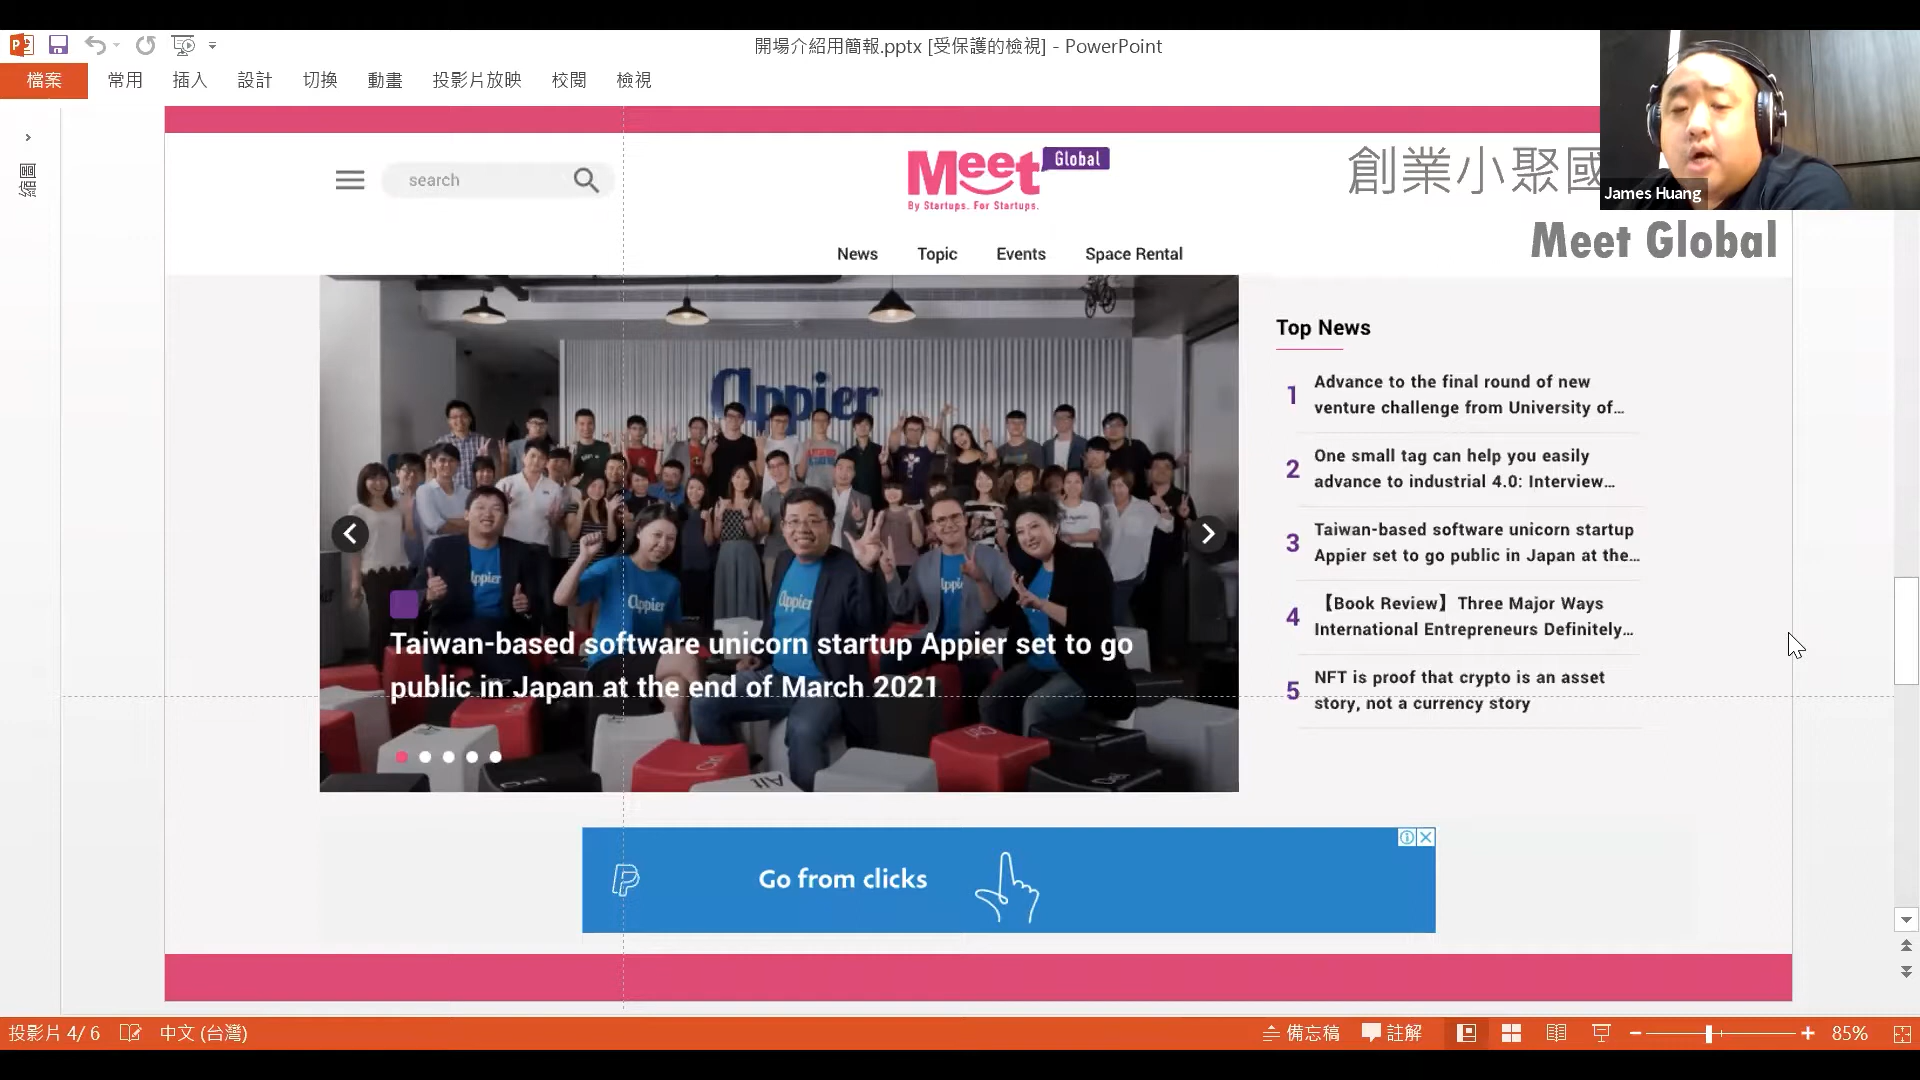 開場介紹用簡報.pptx [受保護的檢視] - PowerPoint
檔案 常用 插入 設計 切換 動畫 投影片放映 校閱 檢視
縮圖
search
Meet Global
By Startups. For Startups.
創業小聚國
Meet Global
James Huang
News Topic Events Space Rental
appier
appier
appier
appier
Taiwan-based software unicorn startup Appier set to go
public in Japan at the end of March 2021
Alt
Del
Top News
1 Advance to the final round of new
venture challenge from University of…
2 One small tag can help you easily
advance to industrial 4.0: Interview…
3 Taiwan-based software unicorn startup
Appier set to go public in Japan at the…
4 【Book Review】Three Major Ways
International Entrepreneurs Definitely…
5 NFT is proof that crypto is an asset
story, not a currency story
Go from clicks
投影片 4/ 6 中文 (台灣) 備忘稿 註解 85%